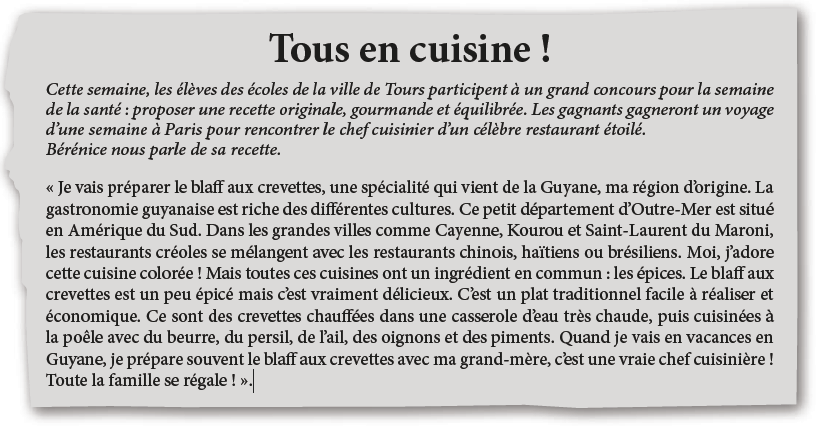 Tous en cuisine !
Cette semaine, les élèves des écoles de la ville de Tours participent à un grand concours pour la semaine
de la santé : proposer une recette originale, gourmande et équilibrée. Les gagnants gagneront un voyage
d'une semaine à Paris pour rencontrer le chef cuisinier d'un célèbre restaurant étoilé.
Bérénice nous parle de sa recette.
« Je vais préparer le blaff aux crevettes, une spécialité qui vient de la Guyane, ma région d'origine. La
gastronomie guyanaise est riche des différentes cultures. Ce petit département d'Outre-Mer est situé
en Amérique du Sud. Dans les grandes villes comme Cayenne, Kourou et Saint-Laurent du Maroni,
les restaurants créoles se mélangent avec les restaurants chinois, haïtiens ou brésiliens. Moi, j'adore
cette cuisine colorée ! Mais toutes ces cuisines ont un ingrédient en commun : les épices. Le blaff aux
crevettes est un peu épicé mais c'est vraiment délicieux. C'est un plat traditionnel facile à réaliser et
économique. Ce sont des crevettes chauffées dans une casserole d'eau très chaude, puis cuisinées à
la poêle avec du beurre, du persil, de l'ail, des oignons et des piments. Quand je vais en vacances en
Guyane, je prépare souvent le blaff aux crevettes avec ma grand-mère, c'est une vraie chef cuisinière !
Toute la famille se régale ! ».